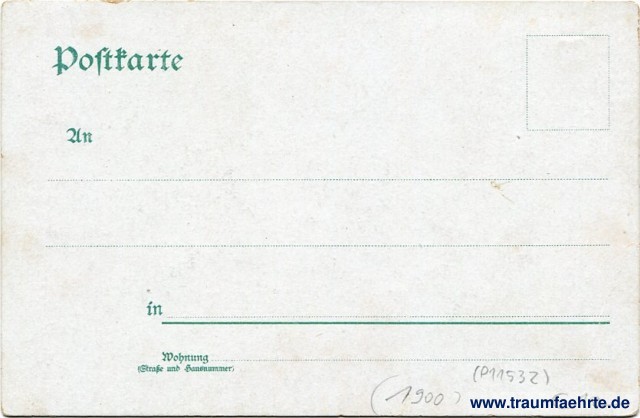 Postkarte
An
in
Wohnung
(Straße und Hausnummer)
(P11532)
(1900)
www.traumfaehrte.de